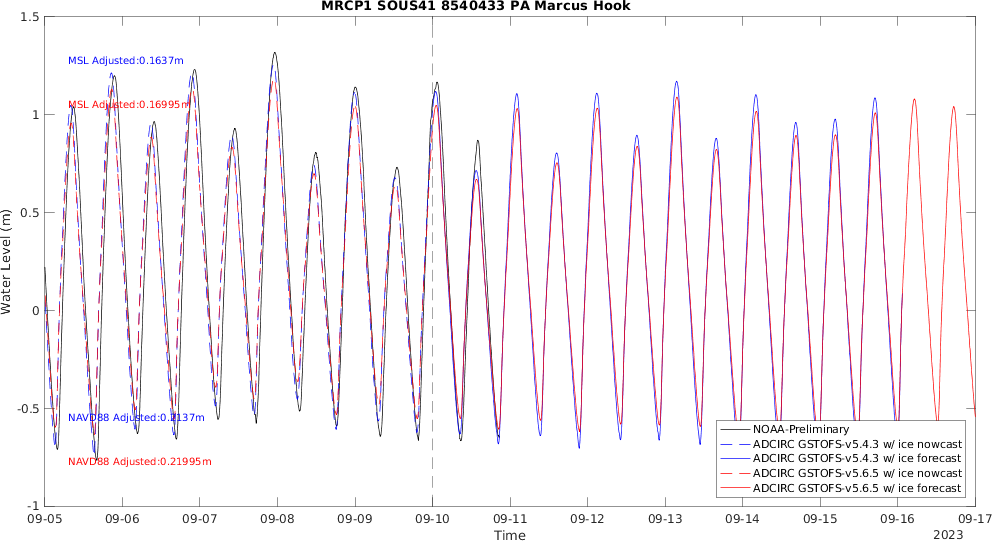 MRCP1 SOUS41 8540433 PA Marcus Hook
1.5
1
0.5
0
-0.5
-1
Water Level (m)
MSL Adjusted:0.1637m
MSL Adjusted:0.16995m
NAVD88 Adjusted:0.2137m
NAVD88 Adjusted:0.21995m
NOAA-Preliminary
ADCIRC GSTOFS-v5.4.3 w/ ice nowcast
ADCIRC GSTOFS-v5.4.3 w/ ice forecast
ADCIRC GSTOFS-v5.6.5 w/ ice nowcast
ADCIRC GSTOFS-v5.6.5 w/ ice forecast
09-05 09-06 09-07 09-08 09-09 09-10 09-11 09-12 09-13 09-14 09-15 09-16 09-17
Time
2023